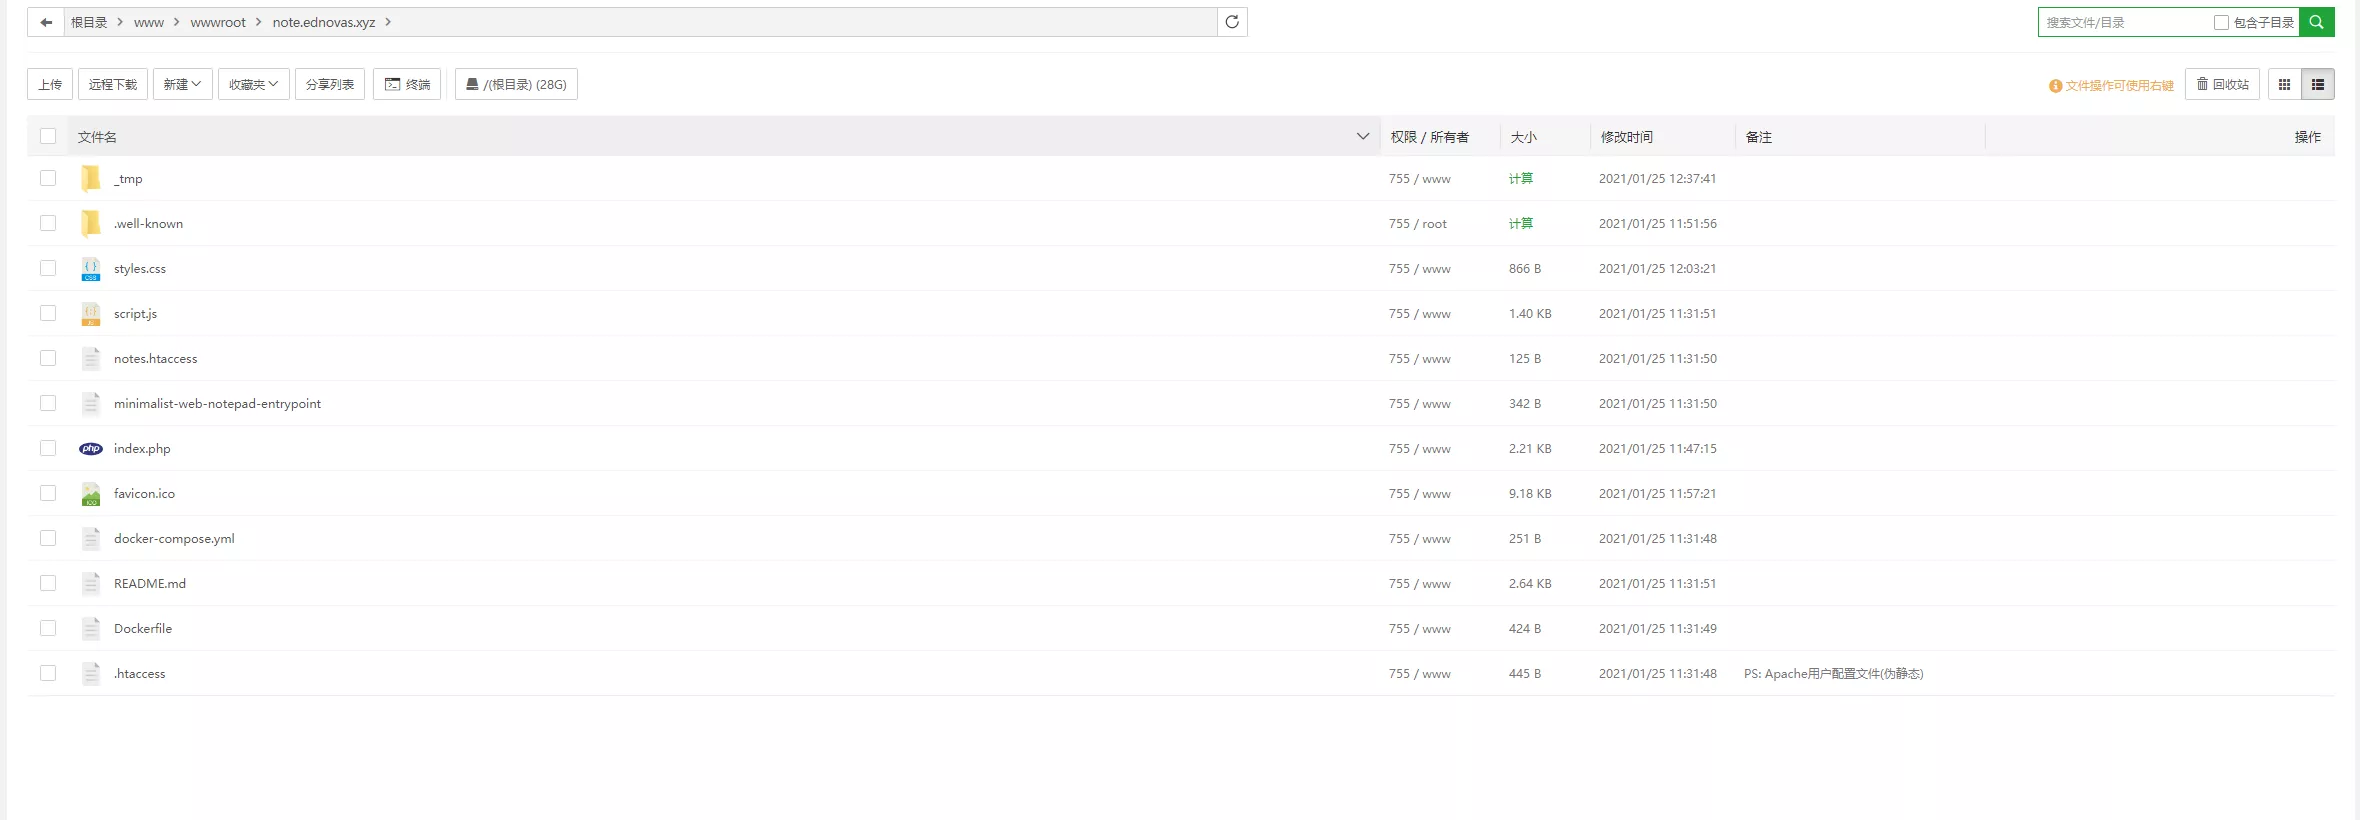 根目录 > www > wwwroot > note.ednovas.xyz > 搜索文件/目录 包含子目录
上传 远程下载 新建 收藏夹 分享列表 终端 /(根目录) (28G) 文件操作可使用右键 回收站
文件名 权限 / 所有者 大小 修改时间 备注 操作
_tmp 755 / www 计算 2021/01/25 12:37:41
.well-known 755 / root 计算 2021/01/25 11:51:56
styles.css 755 / www 866 B 2021/01/25 12:03:21
script.js 755 / www 1.40 KB 2021/01/25 11:31:51
notes.htaccess 755 / www 125 B 2021/01/25 11:31:50
minimalist-web-notepad-entrypoint 755 / www 342 B 2021/01/25 11:31:50
php index.php 755 / www 2.21 KB 2021/01/25 11:47:15
favicon.ico 755 / www 9.18 KB 2021/01/25 11:57:21
docker-compose.yml 755 / www 251 B 2021/01/25 11:31:48
README.md 755 / www 2.64 KB 2021/01/25 11:31:51
Dockerfile 755 / www 424 B 2021/01/25 11:31:49
.htaccess 755 / www 445 B 2021/01/25 11:31:48 PS: Apache用户配置文件(伪静态)